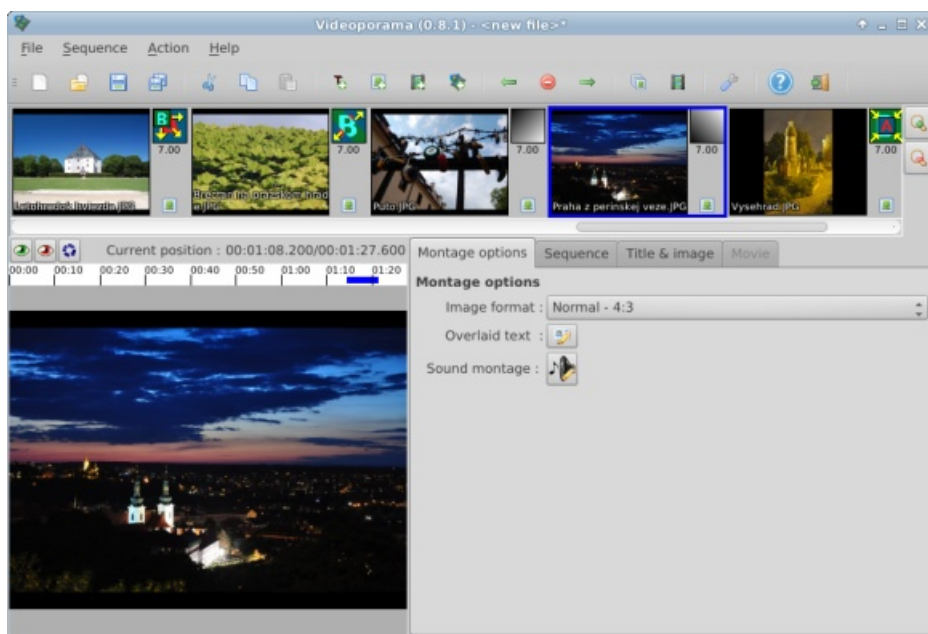 Videoporama (0.8.1) - <new file>*
File Sequence Action Help
7.00 7.00 7.00 7.00 7.00
Letohradok hviezda.JPG
Puto.JPG
Praha z perinskej veze.JPG
Vysehrad.JPG
Current position : 00:01:08.200/00:01:27.600
00:00 00:10 00:20 00:30 00:40 00:50 01:00 01:10 01:20
Montage options Sequence Title & image Movie
Montage options
Image format : Normal - 4:3
Overlaid text :
Sound montage :